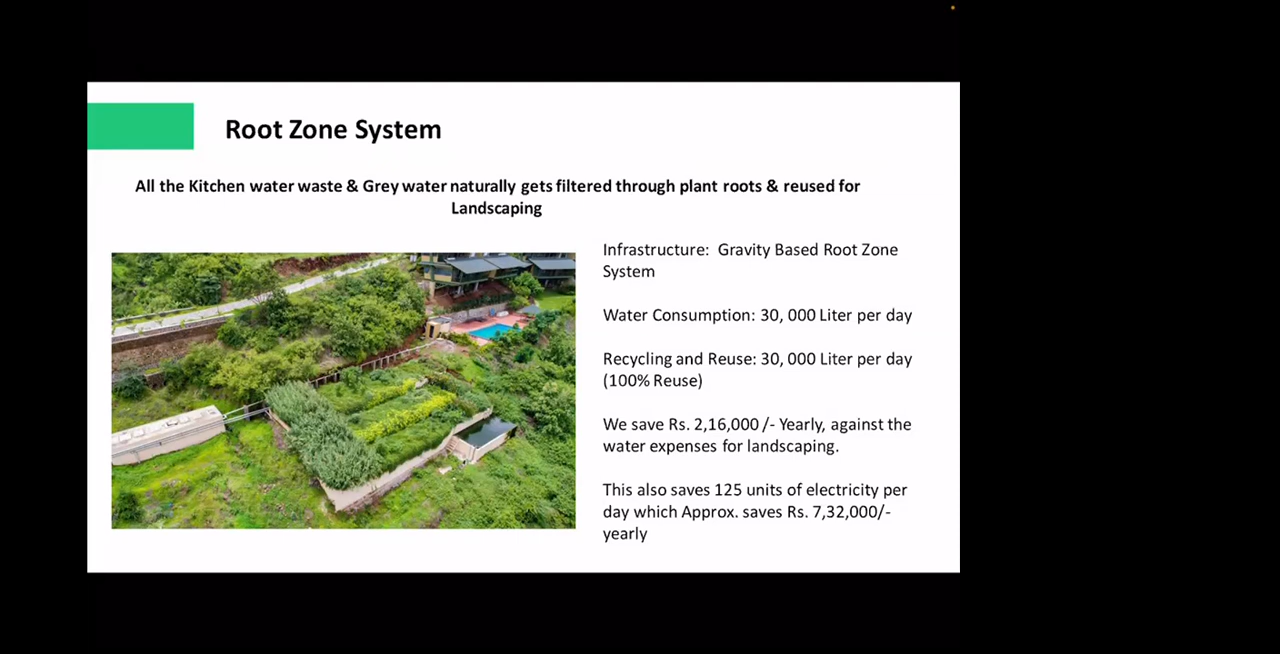 Root Zone System
All the Kitchen water waste & Grey water naturally gets filtered through plant roots & reused for
Landscaping
Infrastructure: Gravity Based Root Zone
System
Water Consumption: 30, 000 Liter per day
Recycling and Reuse: 30, 000 Liter per day
(100% Reuse)
We save Rs. 2,16,000 /- Yearly, against the
water expenses for landscaping.
This also saves 125 units of electricity per
day which Approx. saves Rs. 7,32,000/-
yearly